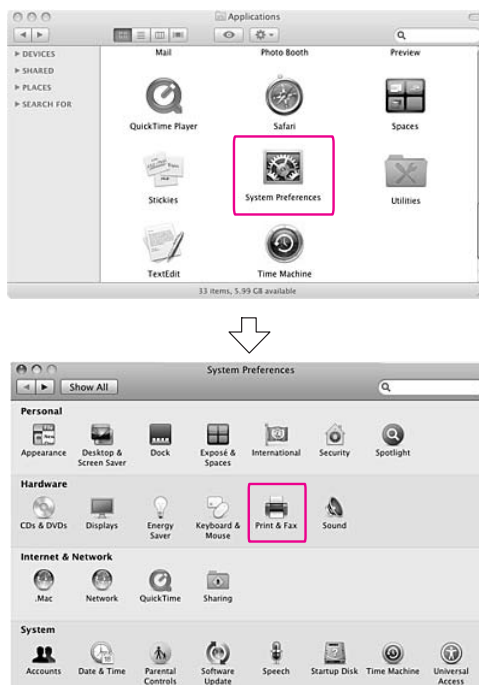 Applications
DEVICES
SHARED
PLACES
SEARCH FOR
Mail
Photo Booth
Preview
QuickTime Player
Safari
Spaces
Stickies
System Preferences
Utilities
TextEdit
Time Machine
33 items, 5.99 GB available
System Preferences
Show All
Personal
Appearance
Desktop &
Screen Saver
Dock
Exposé &
Spaces
International
Security
Spotlight
Hardware
CDs & DVDs
Displays
Energy
Saver
Keyboard &
Mouse
Print & Fax
Sound
Internet & Network
.Mac
Network
QuickTime
Sharing
System
Accounts
Date & Time
Parental
Controls
Software
Update
Speech
Startup Disk
Time Machine
Universal
Access